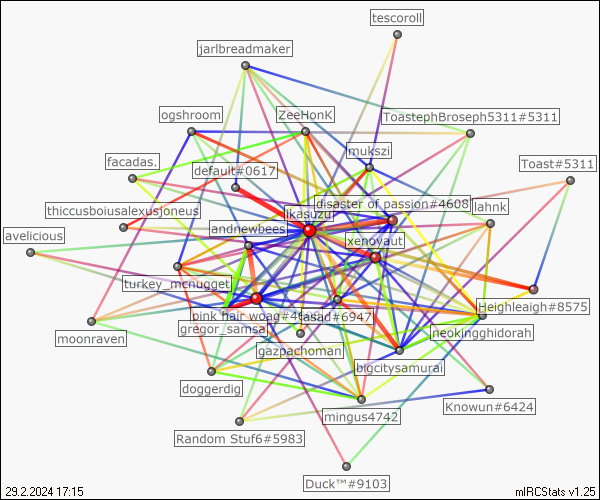 tescoroll
jarlbreadmaker
ogshroom
ZeeHonK
ToastephBroseph5311#5311
mukszi
facadas.
default#0617
Toast#5311
disaster of passion#4608
thiccusboiusalexusjoneus
ikasuzu
lahnk
andnewbees
avelicious
xenovaut
turkey_mcnugget
Heighleaigh#8575
pink hair woag#4
fasad#6947
gregor_samsa
neokingghidorah
moonraven
gazpachoman
bigcitysamurai
doggerdig
Knowun#6424
mingus4742
Random Stuf6#5983
Duck™#9103
29.2.2024 17:15
mIRCStats v1.25